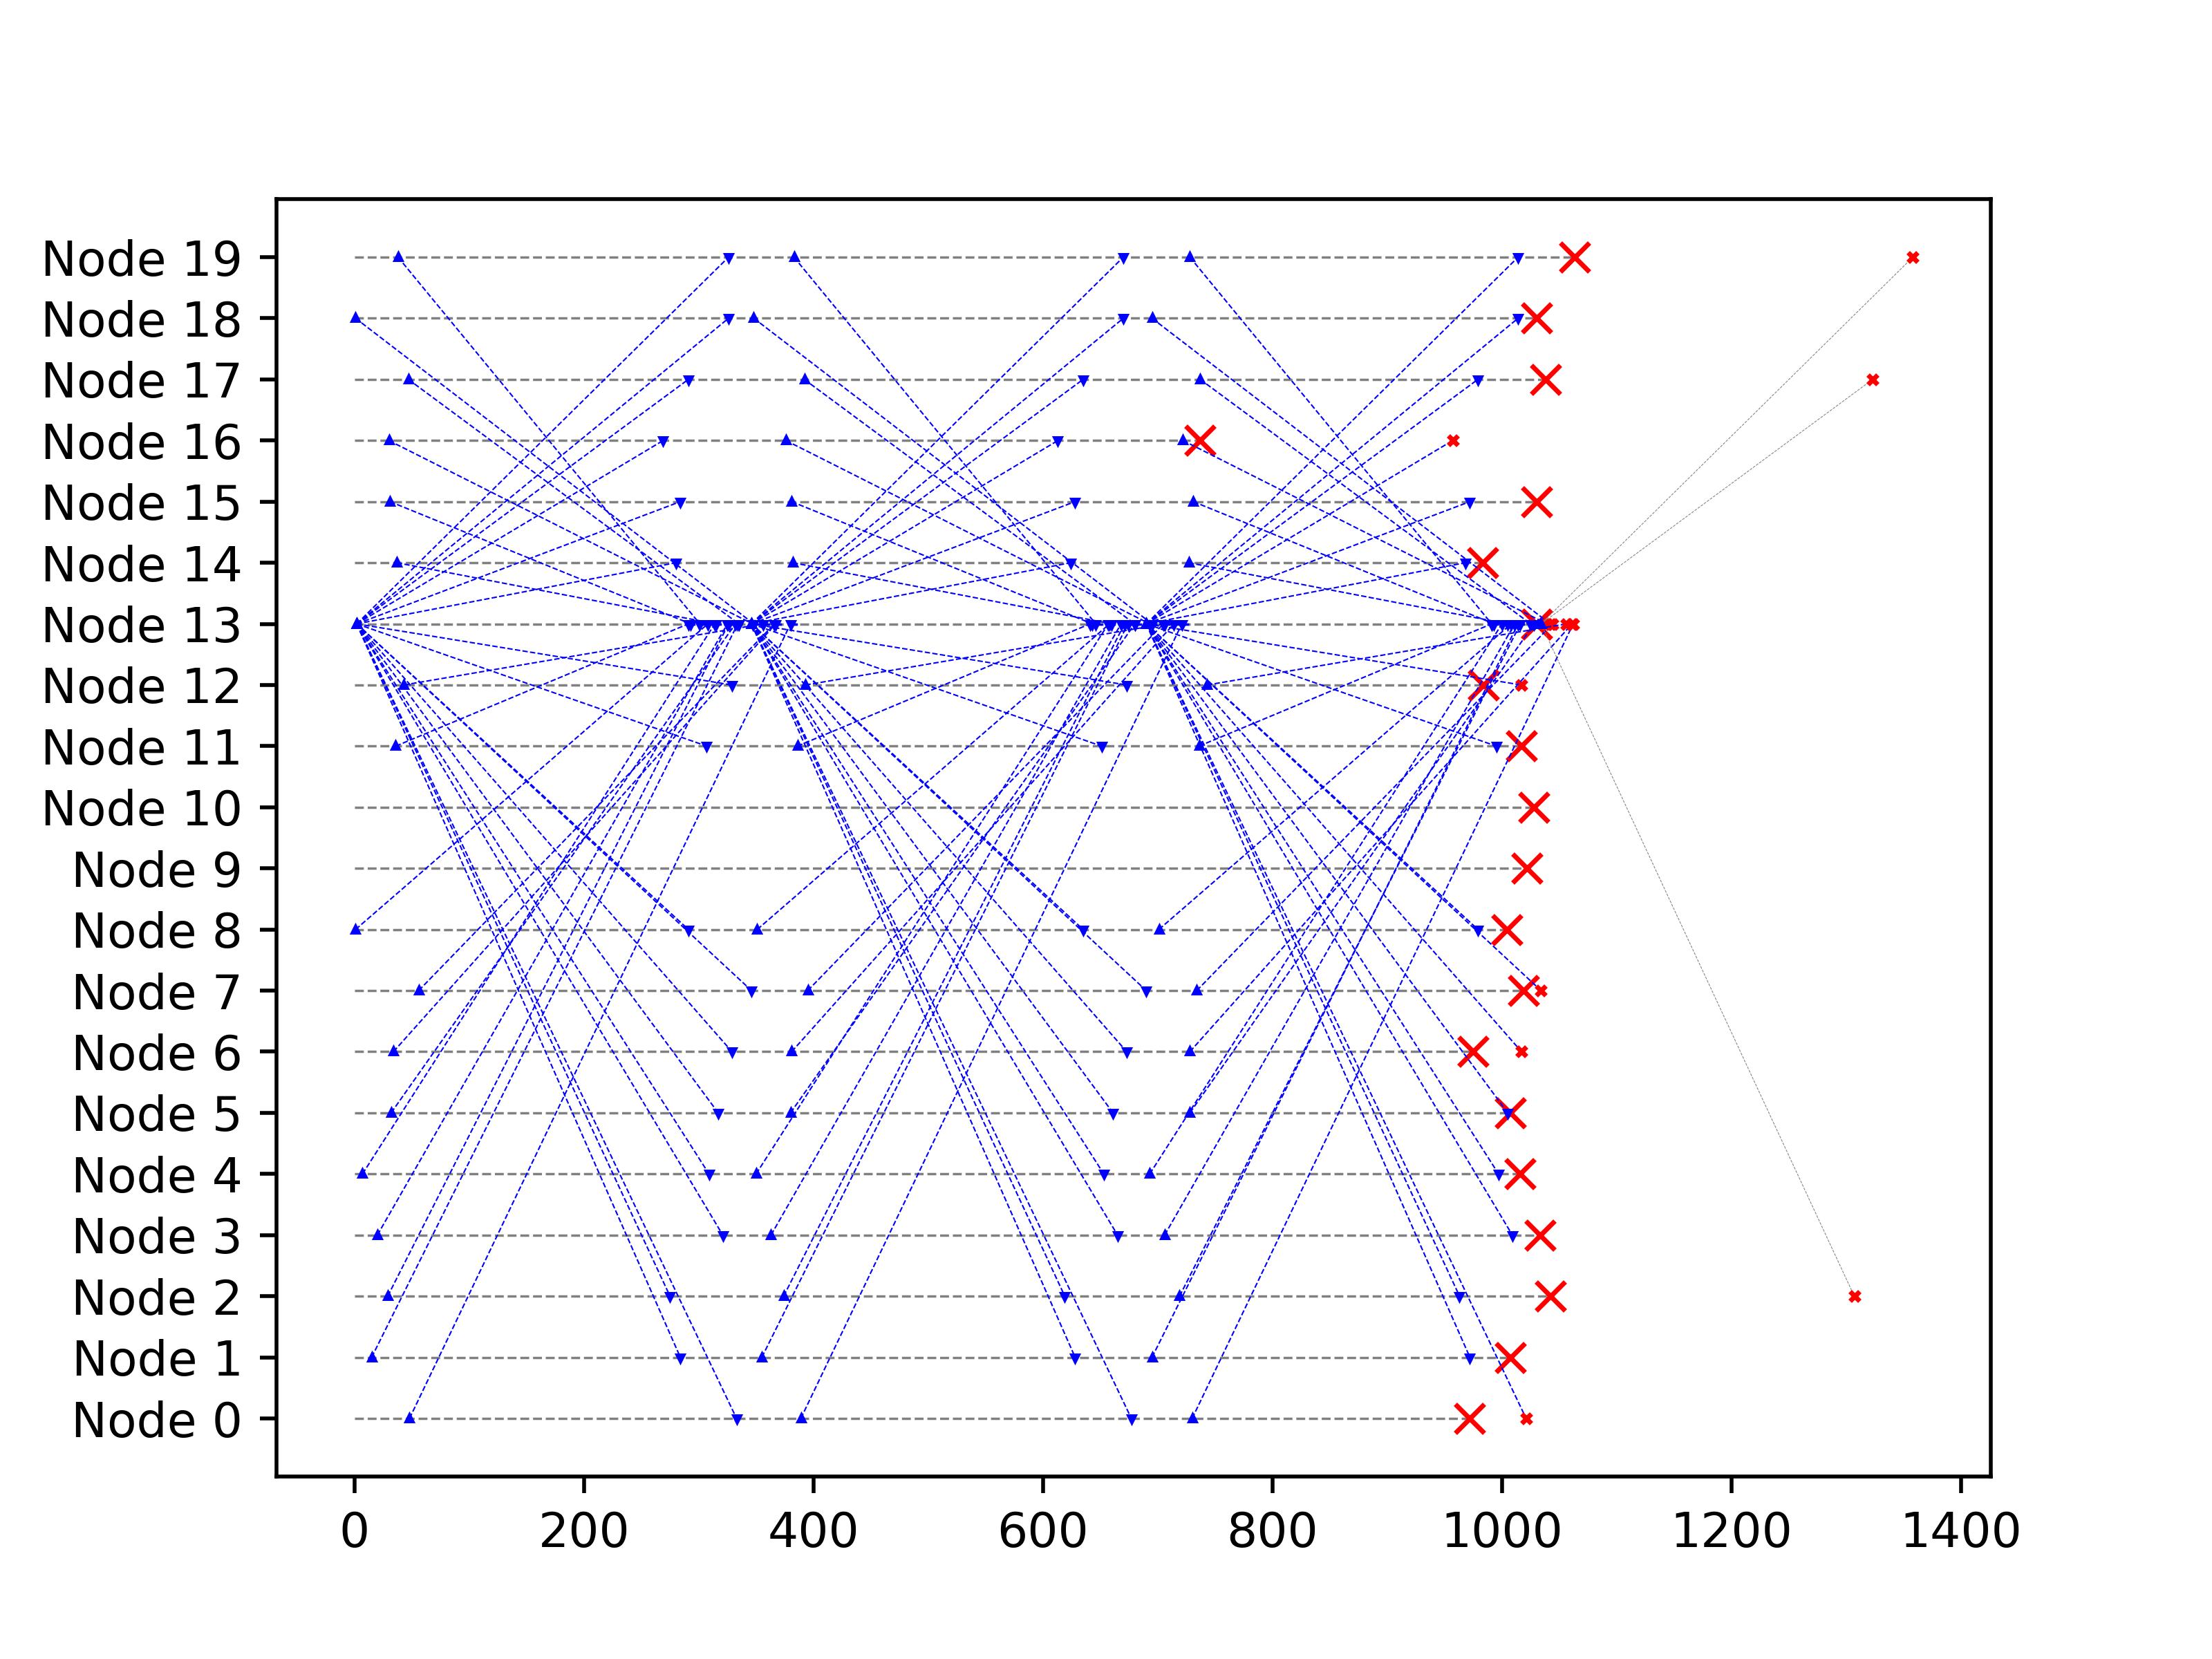 Node 19
Node 18
Node 17
Node 16
Node 15
Node 14
Node 13
Node 12
Node 11
Node 10
Node 9
Node 8
Node 7
Node 6
Node 5
Node 4
Node 3
Node 2
Node 1
Node 0
0 200 400 600 800 1000 1200 1400